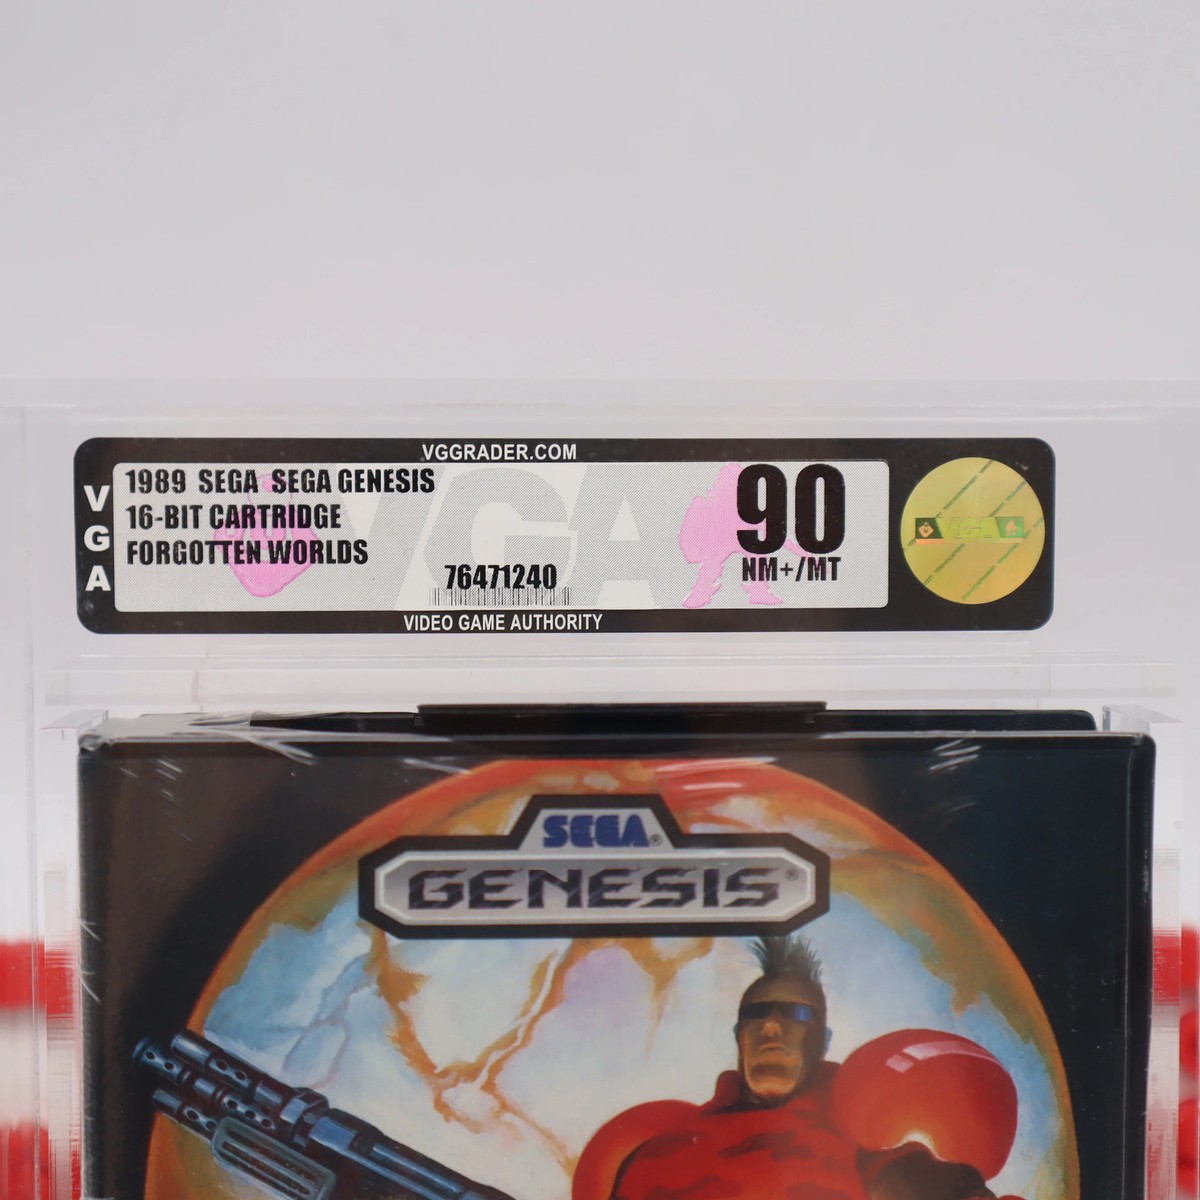 VGGRADER.COM
VGA
1989 SEGA SEGA GENESIS
16-BIT CARTRIDGE
FORGOTTEN WORLDS
VGA
76471240
90
NM+/MT
VGA
VIDEO GAME AUTHORITY
SEGA®
GENESIS®